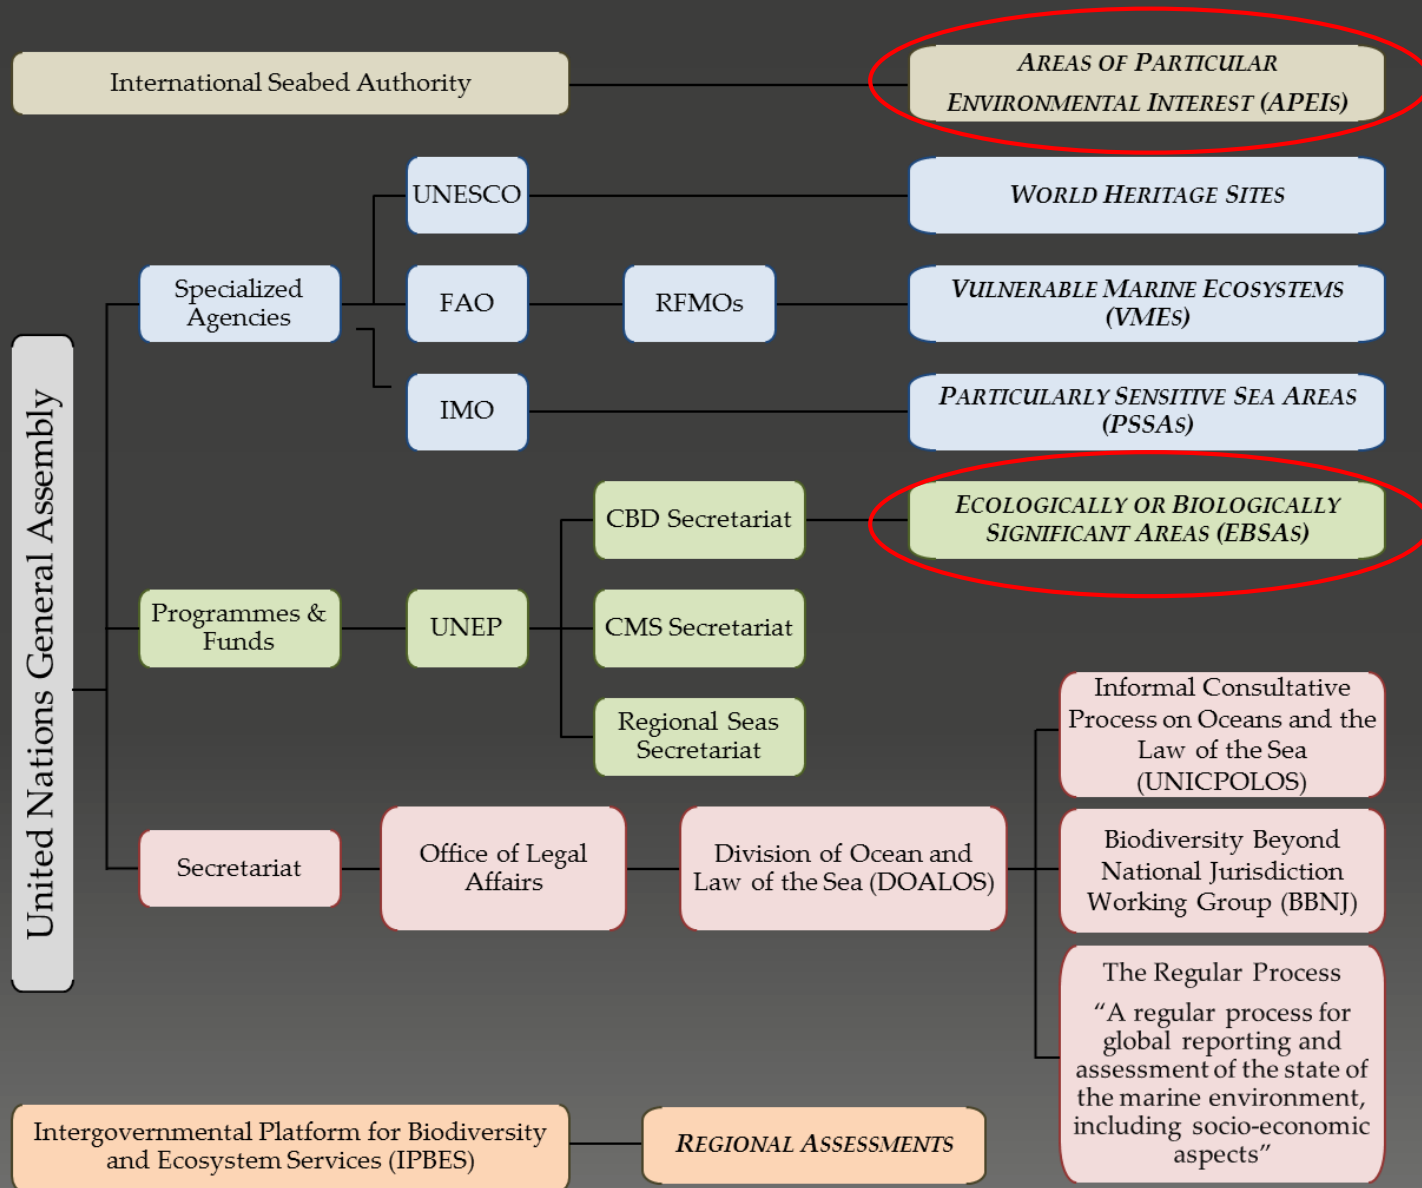 International Seabed Authority
AREAS OF PARTICULAR
ENVIRONMENTAL INTEREST (APEIS)
UNESCO
WORLD HERITAGE SITES
Specialized
Agencies
FAO
RFMOs
VULNERABLE MARINE ECOSYSTEMS
(VMES)
IMO
PARTICULARLY SENSITIVE SEA AREAS
(PSSAS)
United Nations General Assembly
CBD Secretariat
ECOLOGICALLY OR BIOLOGICALLY
SIGNIFICANT AREAS (EBSAS)
Programmes &
Funds
UNEP
CMS Secretariat
Regional Seas
Secretariat
Secretariat
Office of Legal
Affairs
Division of Ocean and
Law of the Sea (DOALOS)
Informal Consultative
Process on Oceans and the
Law of the Sea
(UNICPOLOS)
Biodiversity Beyond
National Jurisdiction
Working Group (BBNJ)
The Regular Process
“A regular process for
global reporting and
assessment of the state of
the marine environment,
including socio-economic
aspects”
Intergovernmental Platform for Biodiversity
and Ecosystem Services (IPBES)
REGIONAL ASSESSMENTS